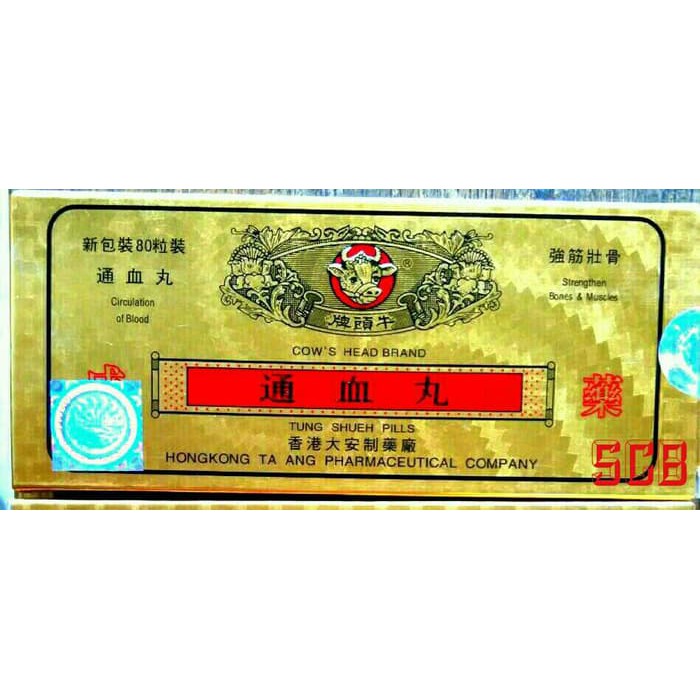 新包裝80粒裝
通血丸
Circulation
of Blood
®
牌頭牛
強筋壯骨
Strengthen
Bones & Muscles
COW'S HEAD BRAND
通血丸
藥
TUNG SHUEH PILLS
香港大安制藥廠
HONGKONG TA ANG PHARMACEUTICAL COMPANY
SCB